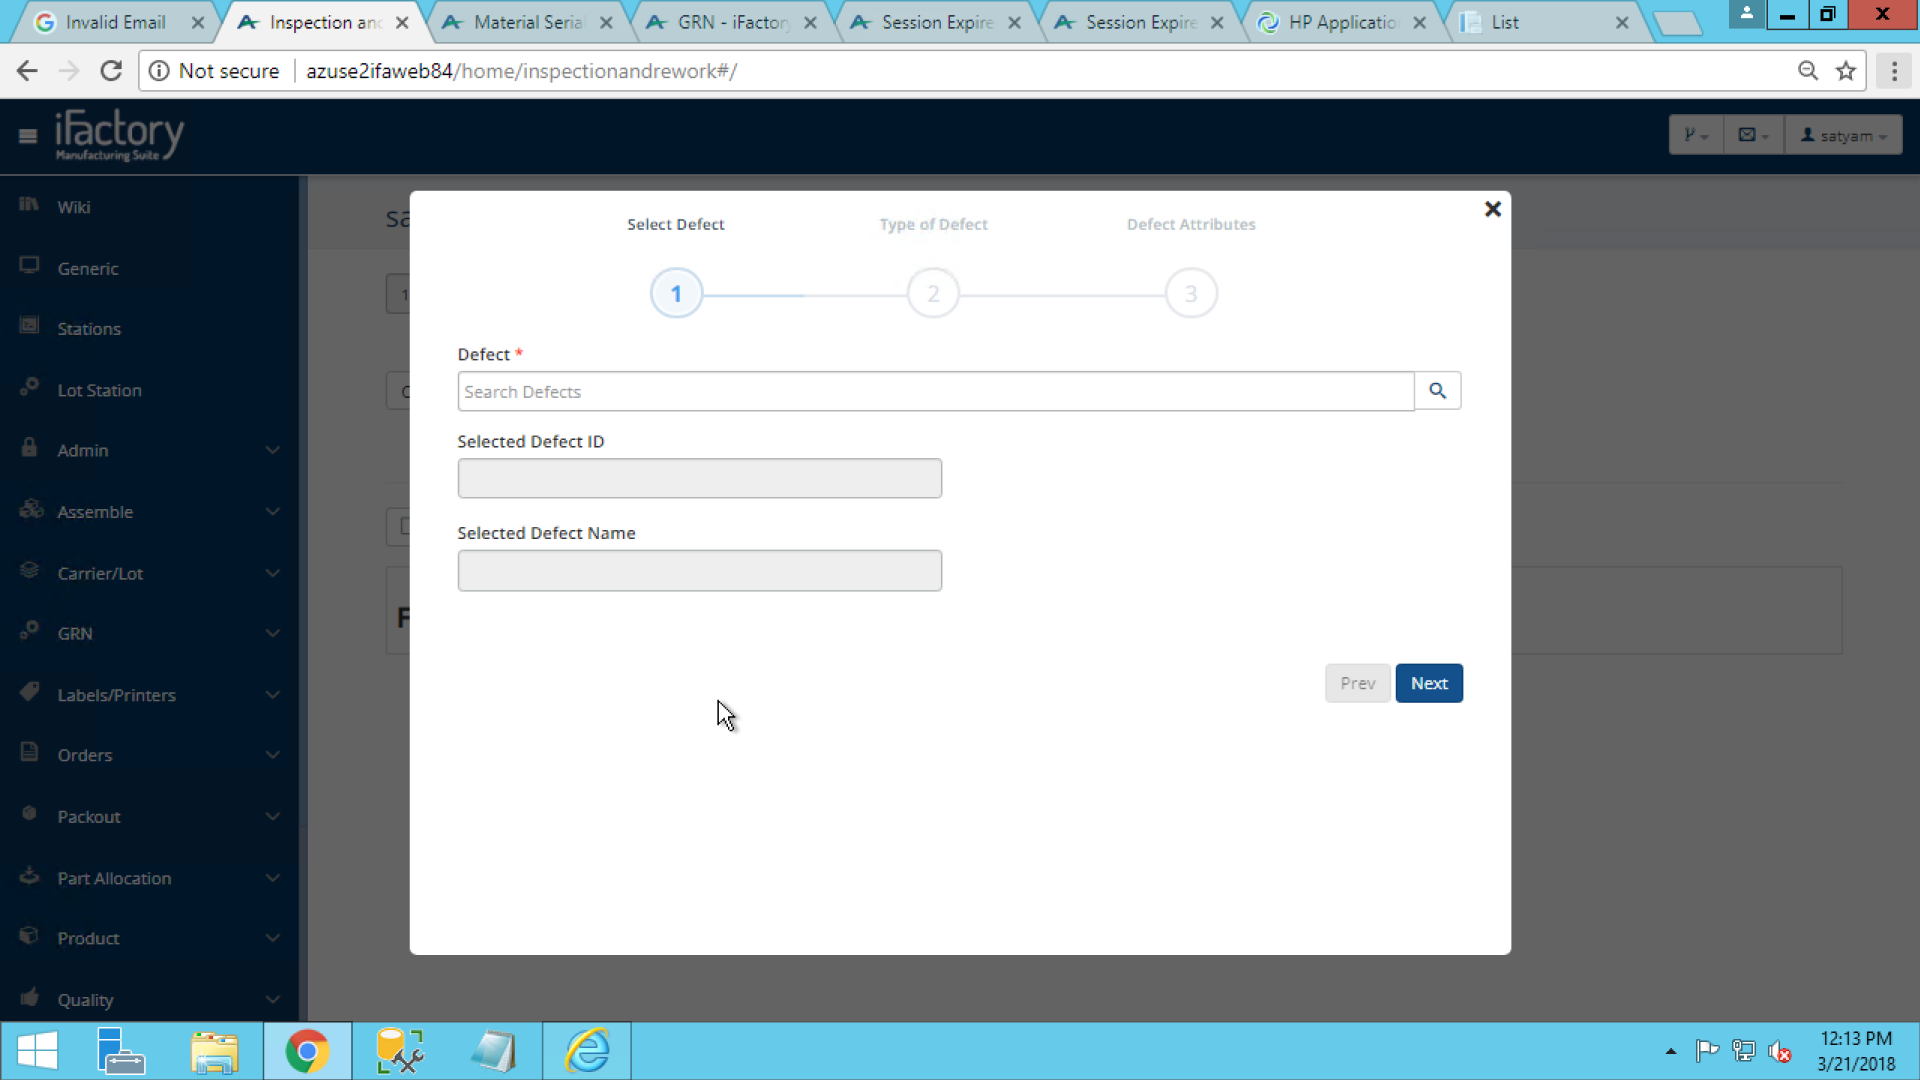 Invalid Email
Inspection an
Material Seria
GRN - iFactory
Session Expire
Session Expire
HP Applicatio
List
Not secure
azuse2ifaweb84/home/inspectionandrework#/
iFactory
Manufacturing Suite
satyam
Wiki
Generic
Stations
Lot Station
Admin
Assemble
Carrier/Lot
GRN
Labels/Printers
Orders
Packout
Part Allocation
Product
Quality
sa
1
F
Select Defect
Type of Defect
Defect Attributes
1
2
3
Defect *
Search Defects
Selected Defect ID
Selected Defect Name
Prev
Next
12:13 PM
3/21/2018